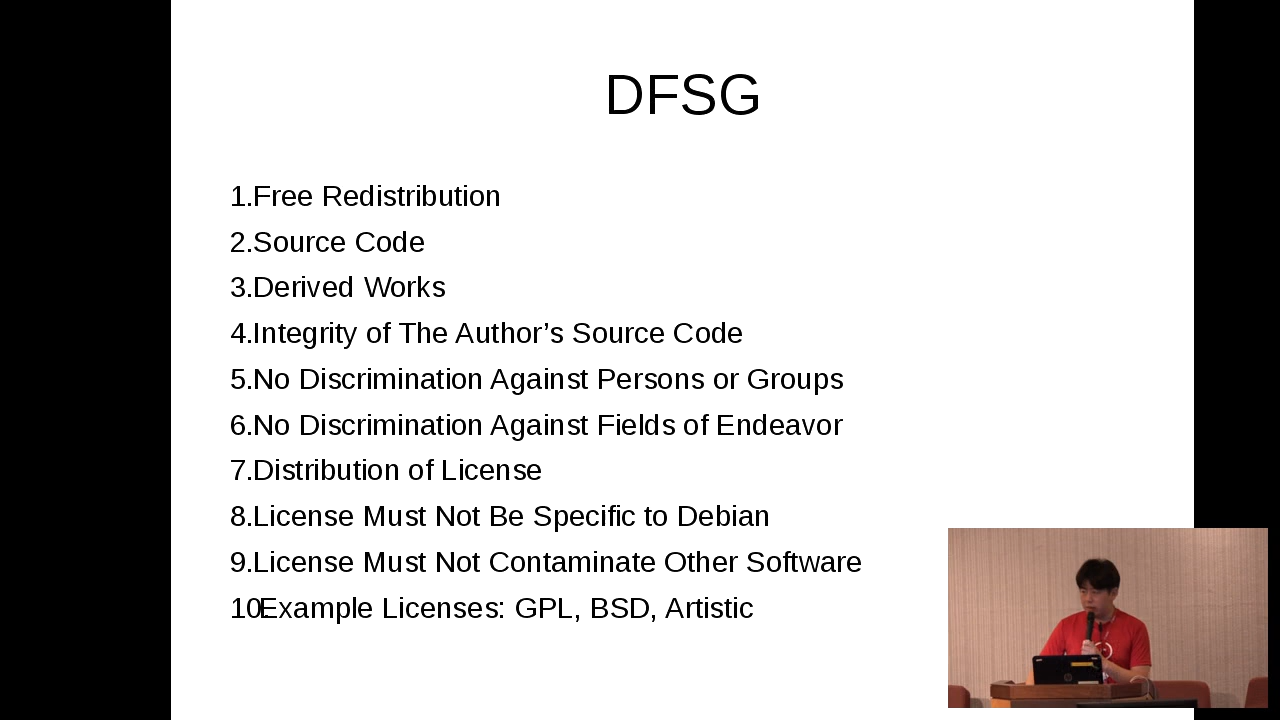 DFSG
1.Free Redistribution
2.Source Code
3.Derived Works
4.Integrity of The Author’s Source Code
5.No Discrimination Against Persons or Groups
6.No Discrimination Against Fields of Endeavor
7.Distribution of License
8.License Must Not Be Specific to Debian
9.License Must Not Contaminate Other Software
10.Example Licenses: GPL, BSD, Artistic